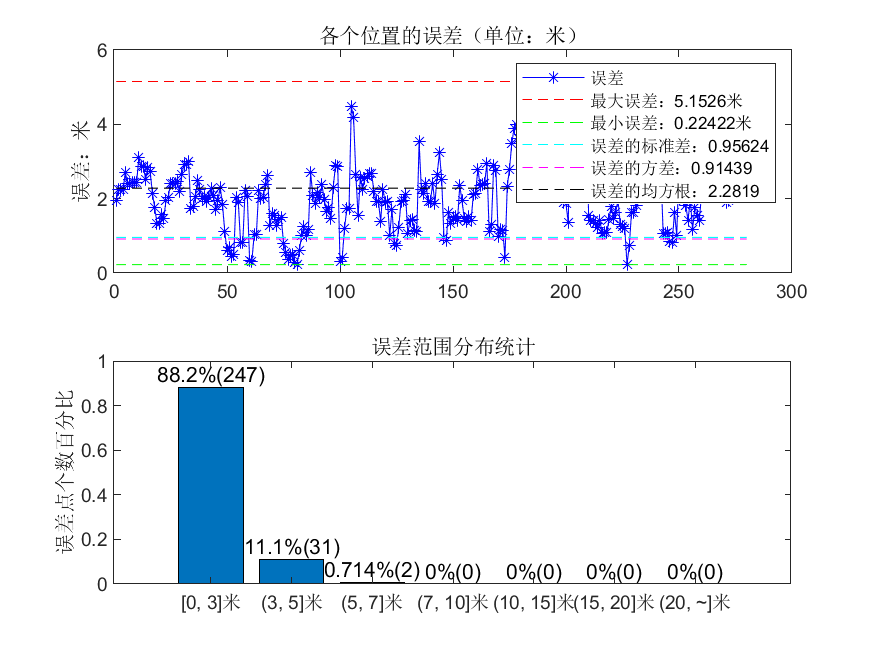 各个位置的误差（单位：米）
6
4
2
0
误差：米
误差
最大误差：5.1526米
最小误差：0.22422米
误差的标准差：0.95624
误差的方差：0.91439
误差的均方根：2.2819
0 50 100 150 200 250 300
误差范围分布统计
1
0.8
0.6
0.4
0.2
0
误差点个数百分比
88.2%(247)
11.1%(31)
0.714%(2) 0%(0) 0%(0) 0%(0) 0%(0)
[0, 3]米 (3, 5]米 (5, 7]米 (7, 10]米 (10, 15]米 (15, 20]米 (20, ~]米